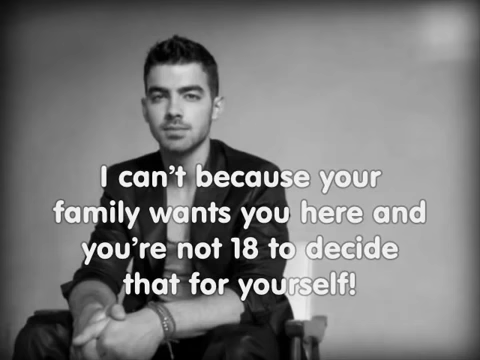 I can't because your
family wants you here and
you're not 18 to decide
that for yourself!